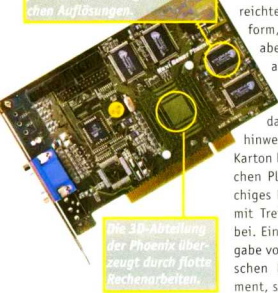 chen Auflösungen.
Die 3D-Abteilung
der Phoenix über-
zeugt durch flotte
Rechenarbeiten.
reichte
form,
abe
a
da
hinwe
Karton
chen Pl
chiges
mit Tre
bei. Ein
gabe vo
schen
ment, s